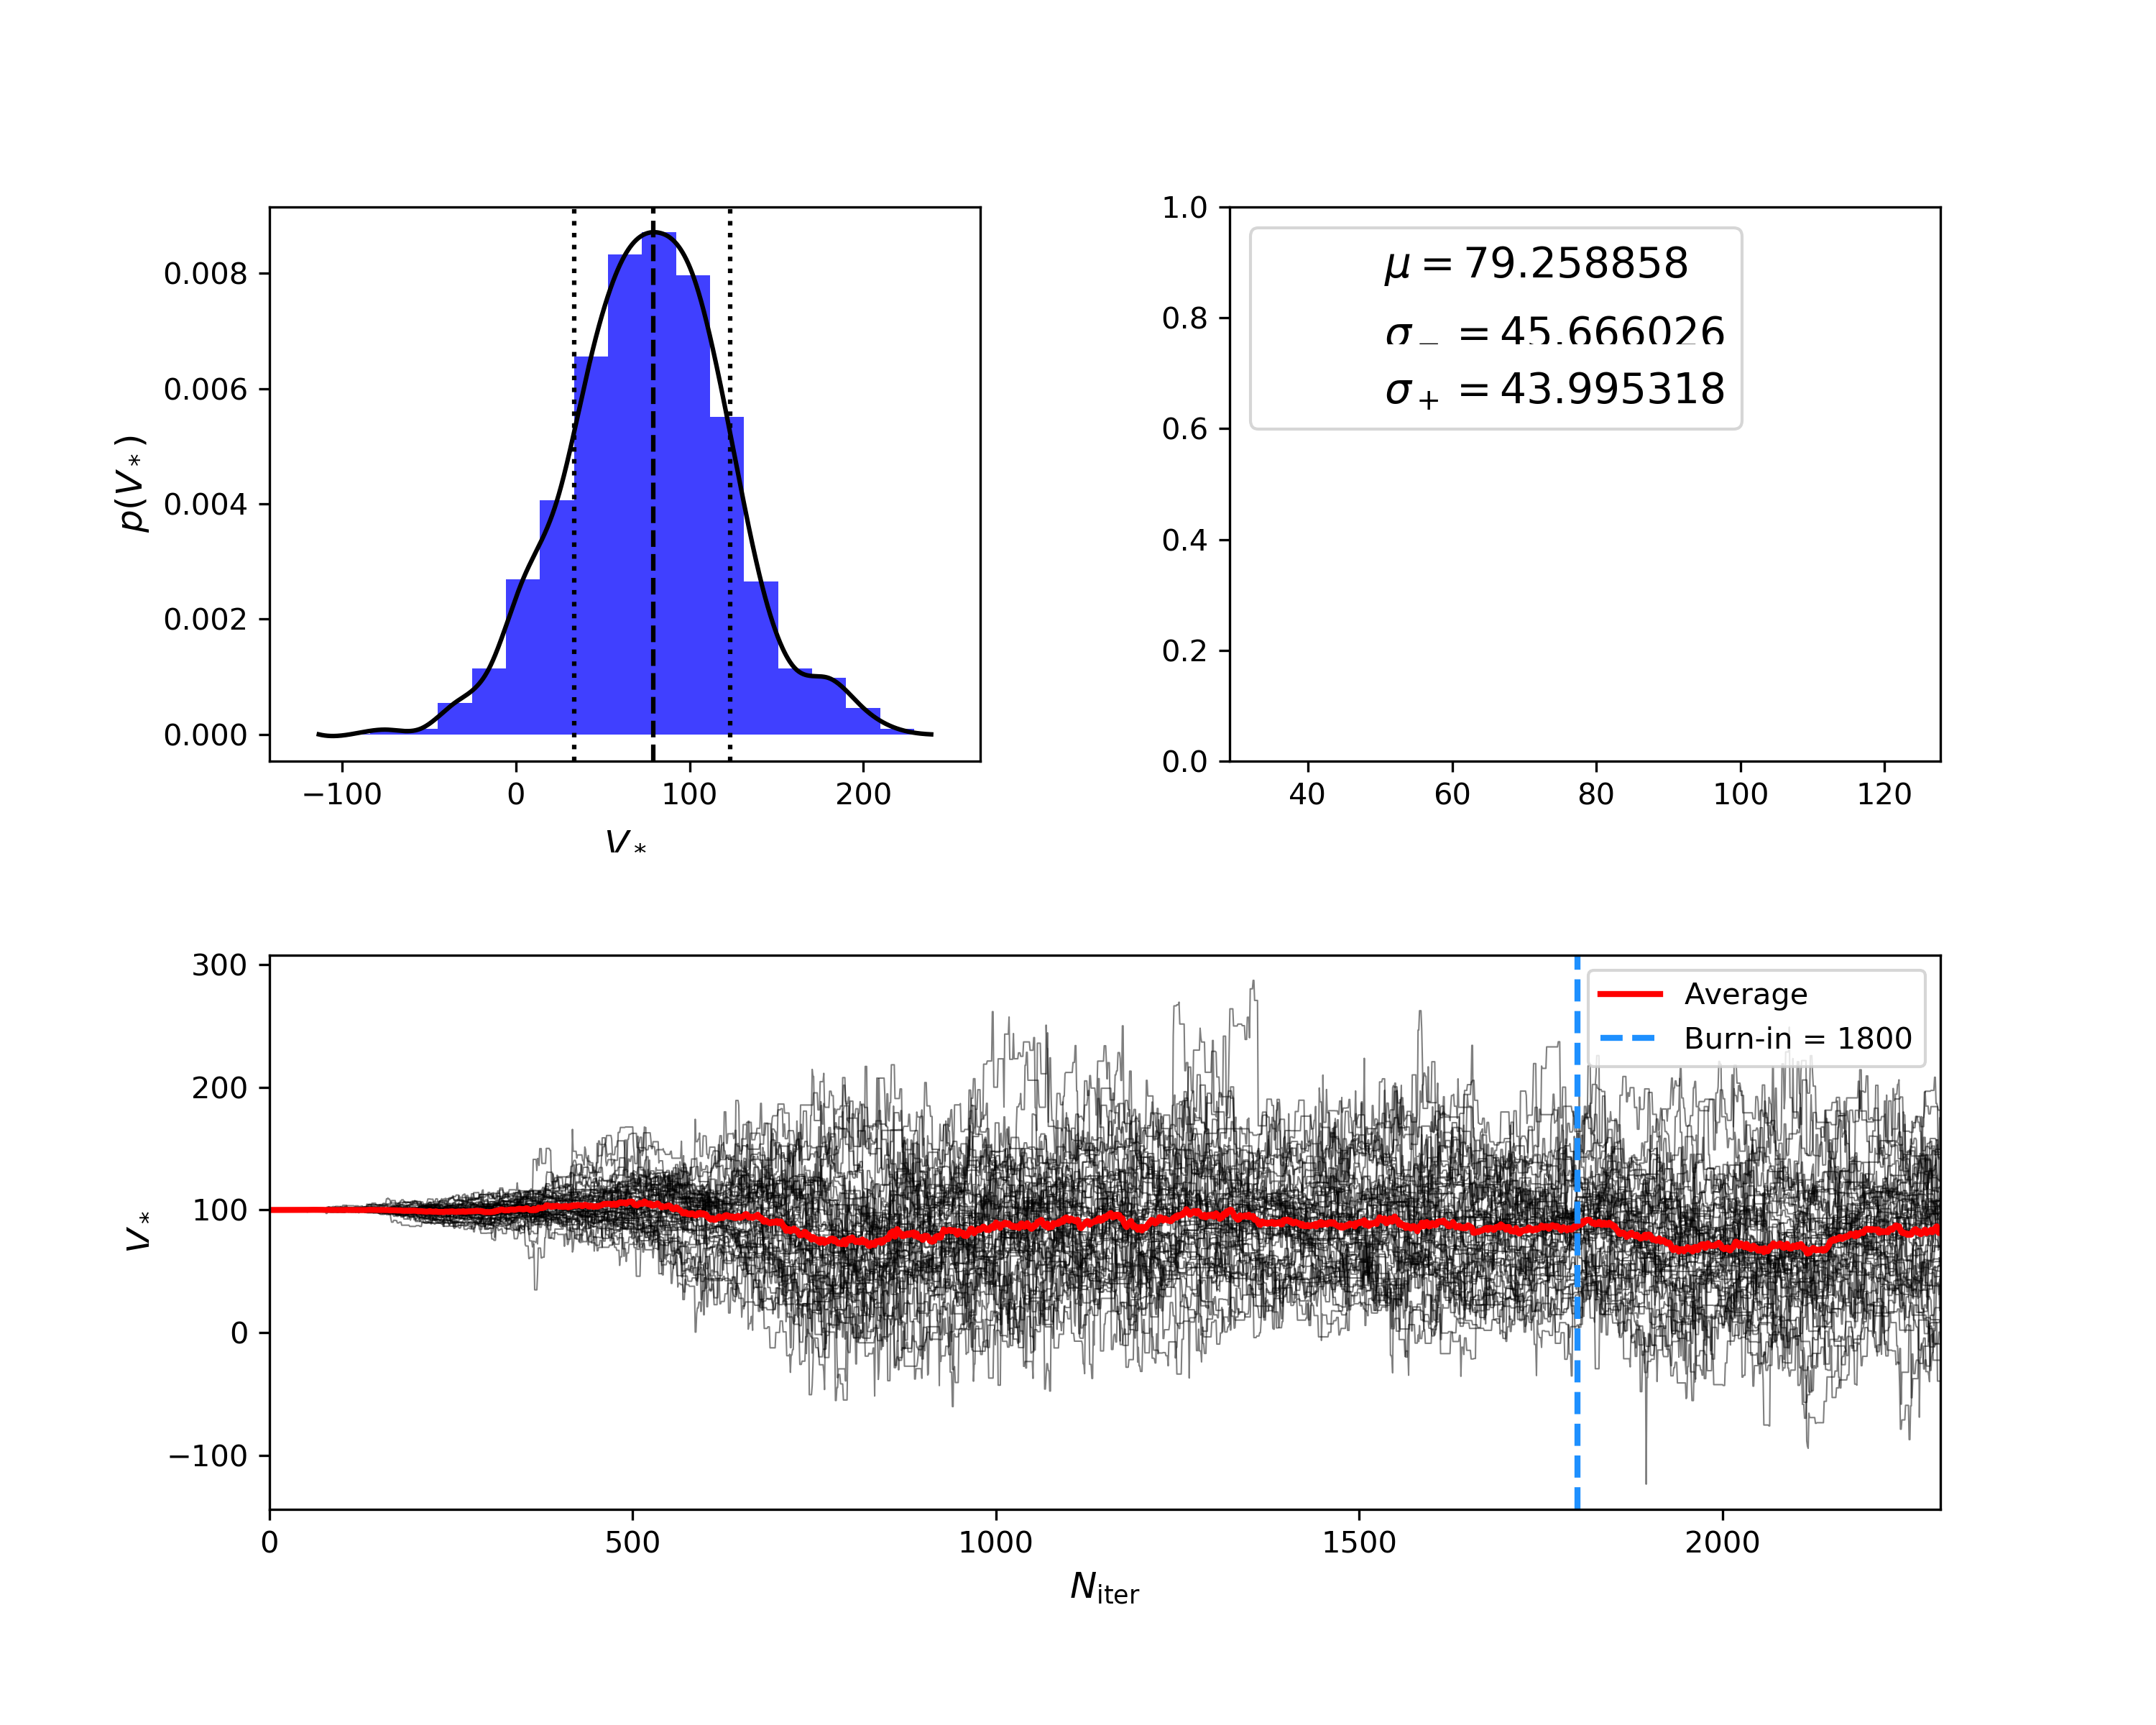 0.008
0.006
0.004
0.002
0.000
p(V*)
−100 0 100 200
V*
1.0
0.8
0.6
0.4
0.2
0.0
μ = 79.258858
σ− = 45.666026
σ+ = 43.995318
40 60 80 100 120
300
200
100
0
−100
V*
Average
Burn-in = 1800
0 500 1000 1500 2000
Niter